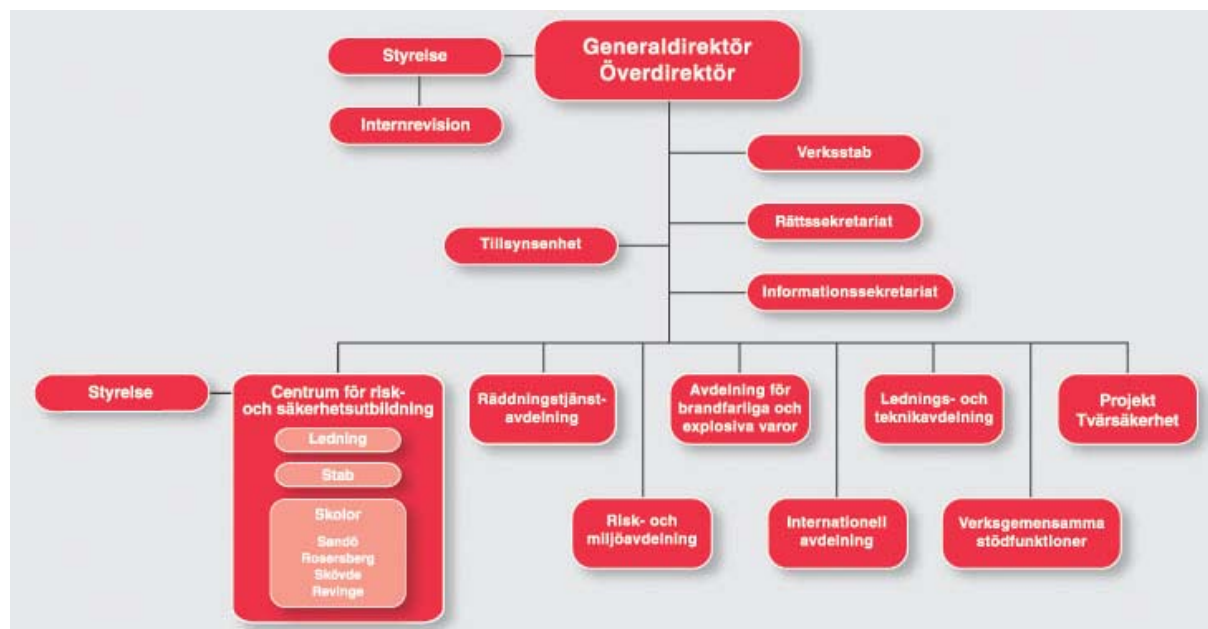 Generaldirektör
Överdirektör
Styrelse
Internrevision
Verksstab
Rättssekretariat
Tillsynsenhet
Informationssekretariat
Styrelse
Centrum för risk-
och säkerhetsutbildning
Ledning
Stab
Skolor
Sandö
Rosersberg
Skövde
Revinge
Räddningstjänst-
avdelning
Avdelning för
brandfarliga och
explosiva varor
Lednings- och
teknikavdelning
Projekt
Tvärsäkerhet
Risk- och
miljöavdelning
Internationell
avdelning
Verksgemensamma
stödfunktioner